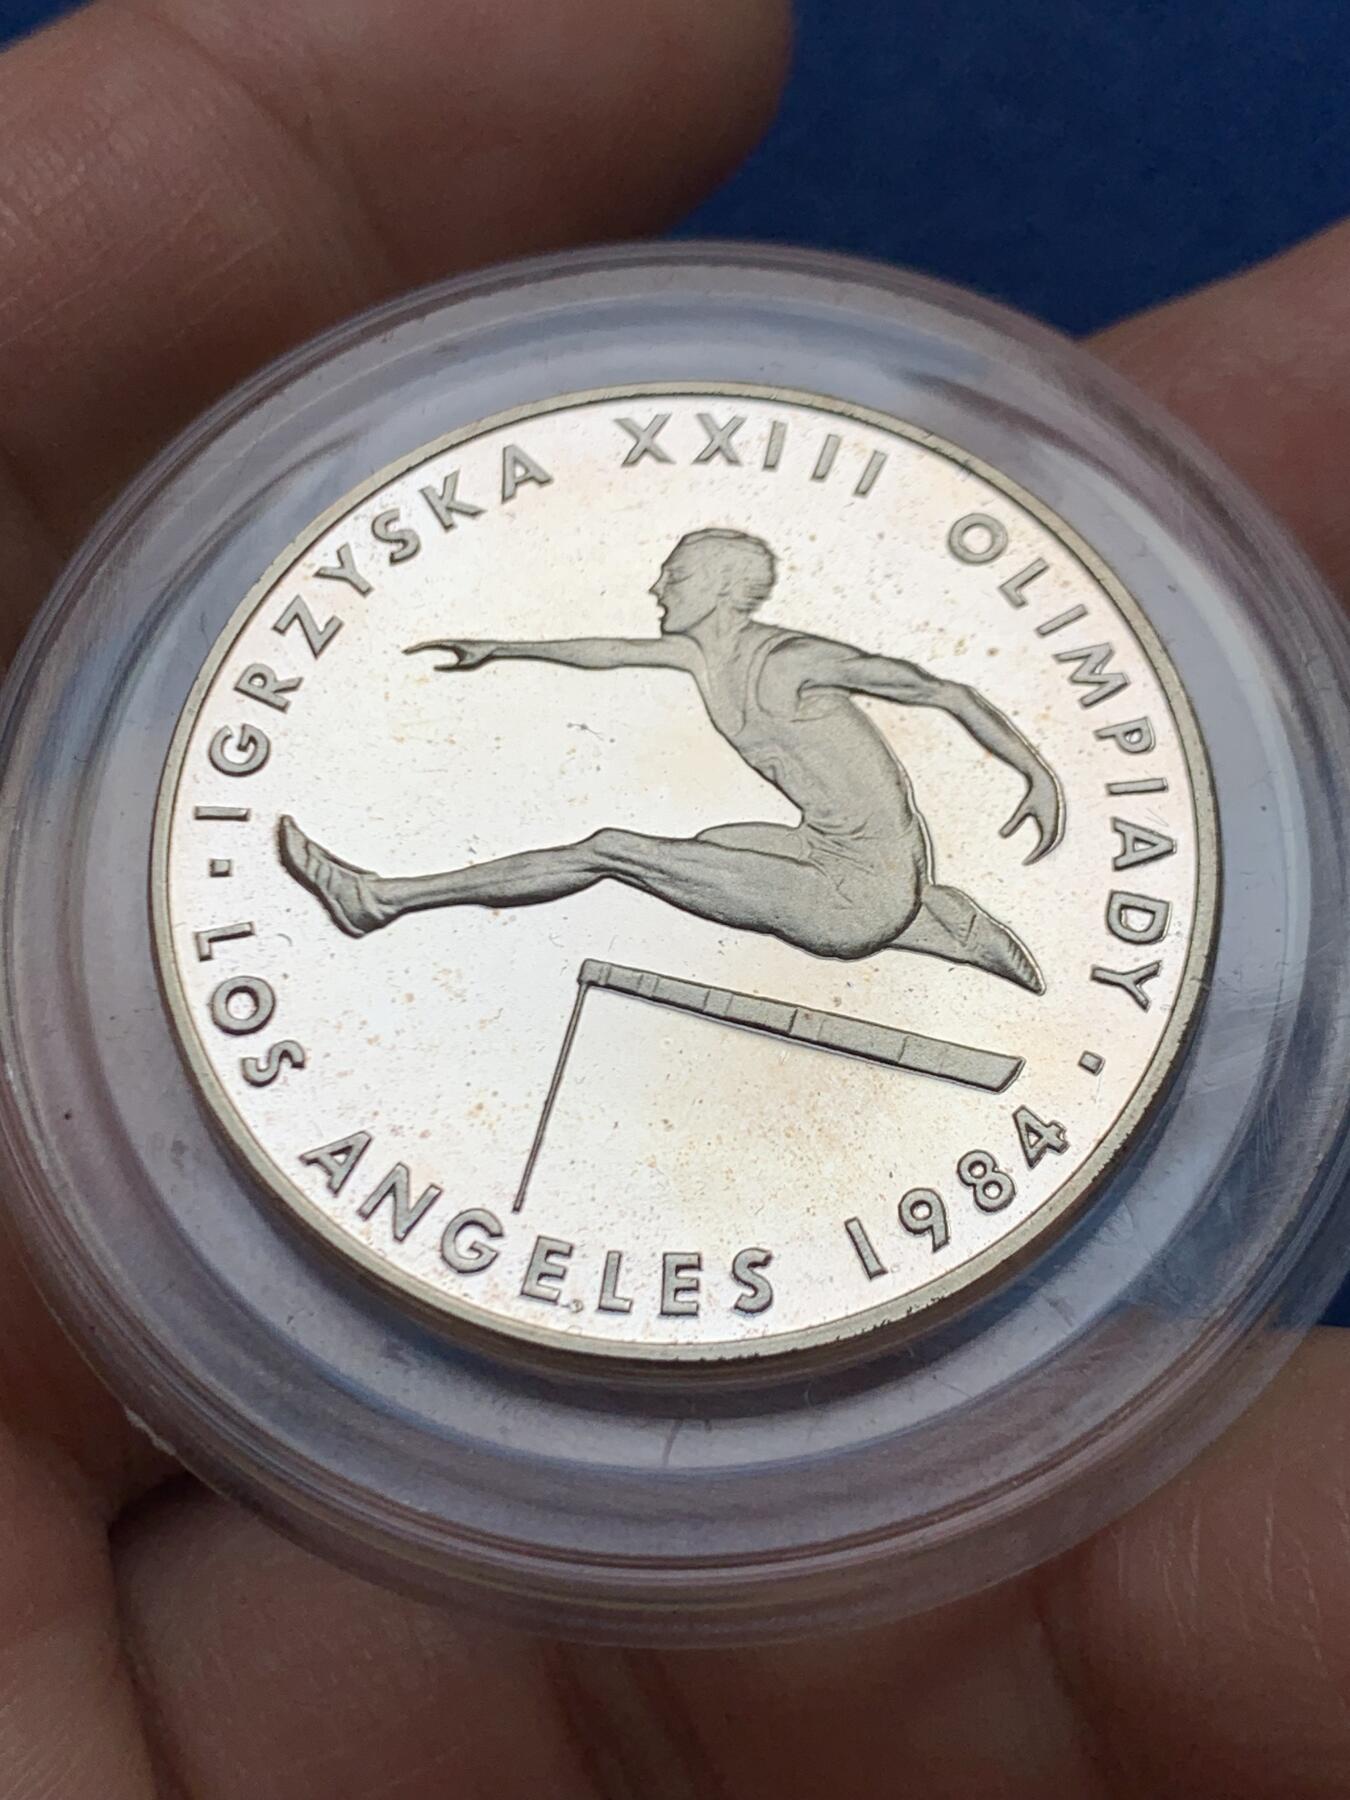 IGRZYSKA XXIII OLIMPIADY ·
LOS ANGELES 1984 ·